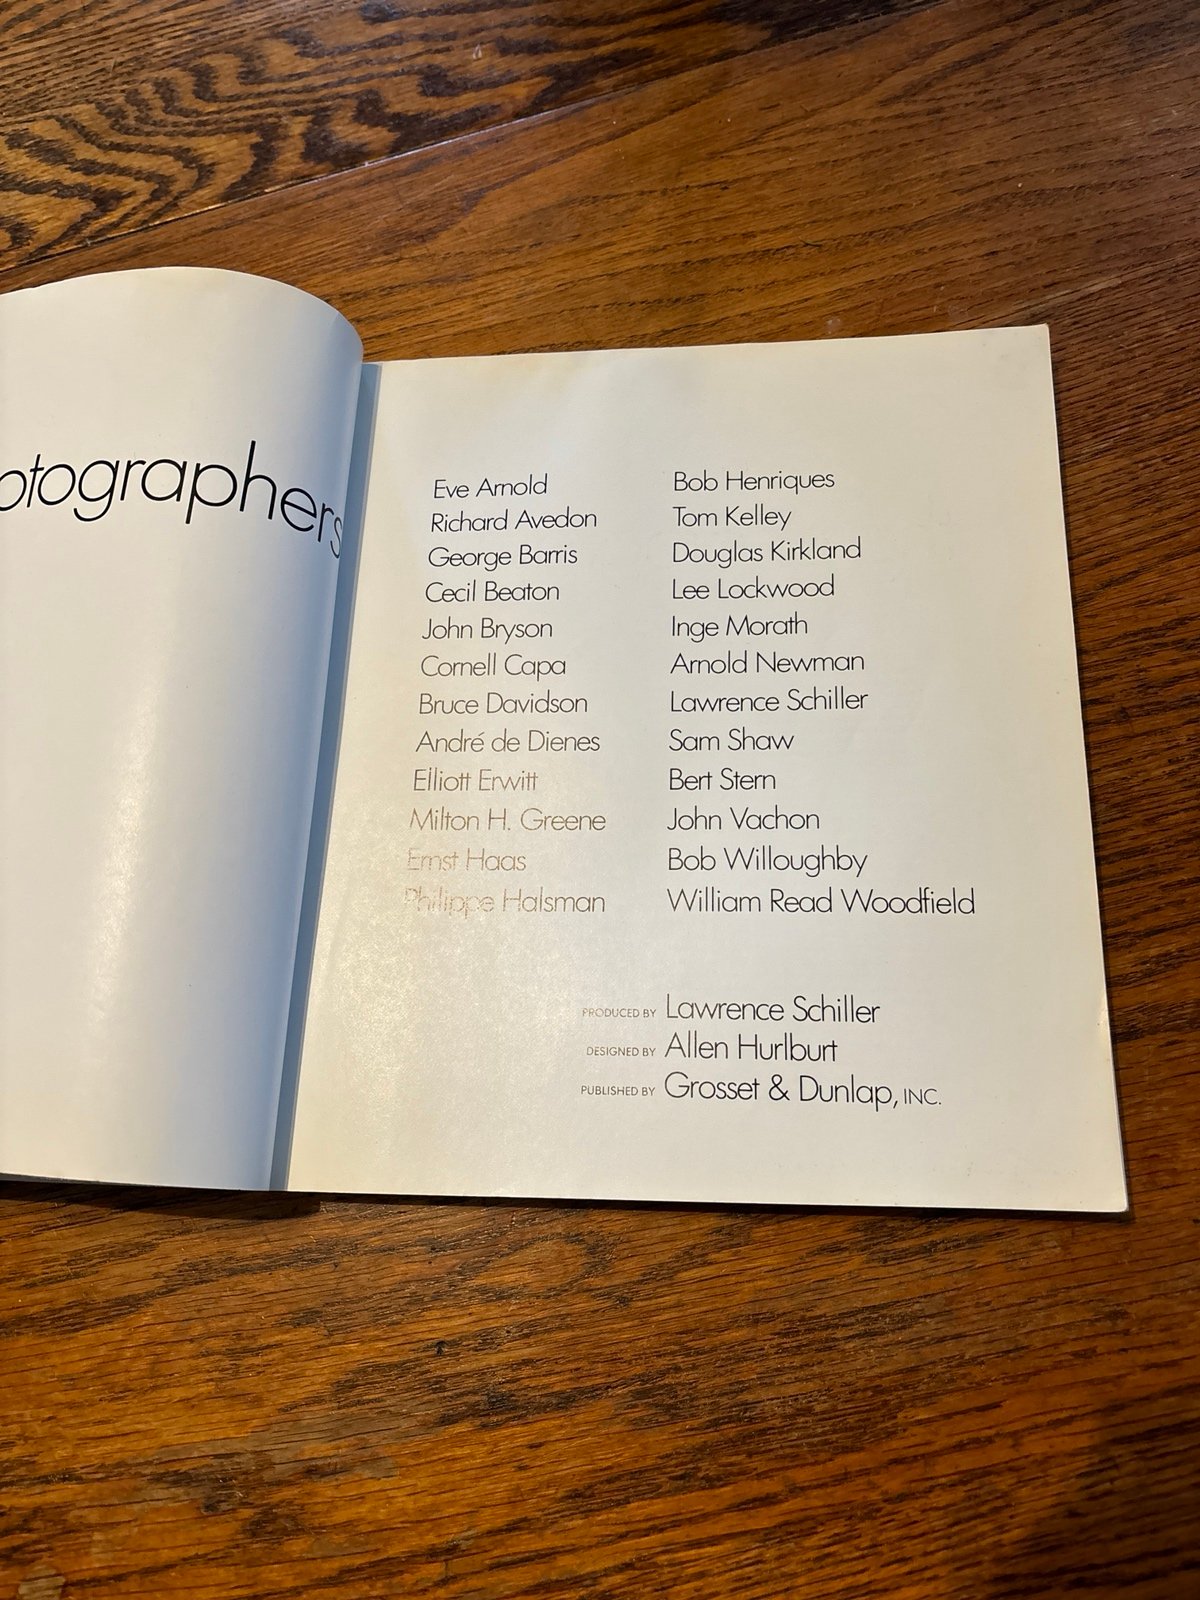 otographers
Eve Arnold
Richard Avedon
George Barris
Cecil Beaton
John Bryson
Cornell Capa
Bruce Davidson
André de Dienes
Elliott Erwitt
Milton H. Greene
Ernst Haas
Philippe Halsman
Bob Henriques
Tom Kelley
Douglas Kirkland
Lee Lockwood
Inge Morath
Arnold Newman
Lawrence Schiller
Sam Shaw
Bert Stern
John Vachon
Bob Willoughby
William Read Woodfield
PRODUCED BY Lawrence Schiller
DESIGNED BY Allen Hurlburt
PUBLISHED BY Grosset & Dunlap, INC.